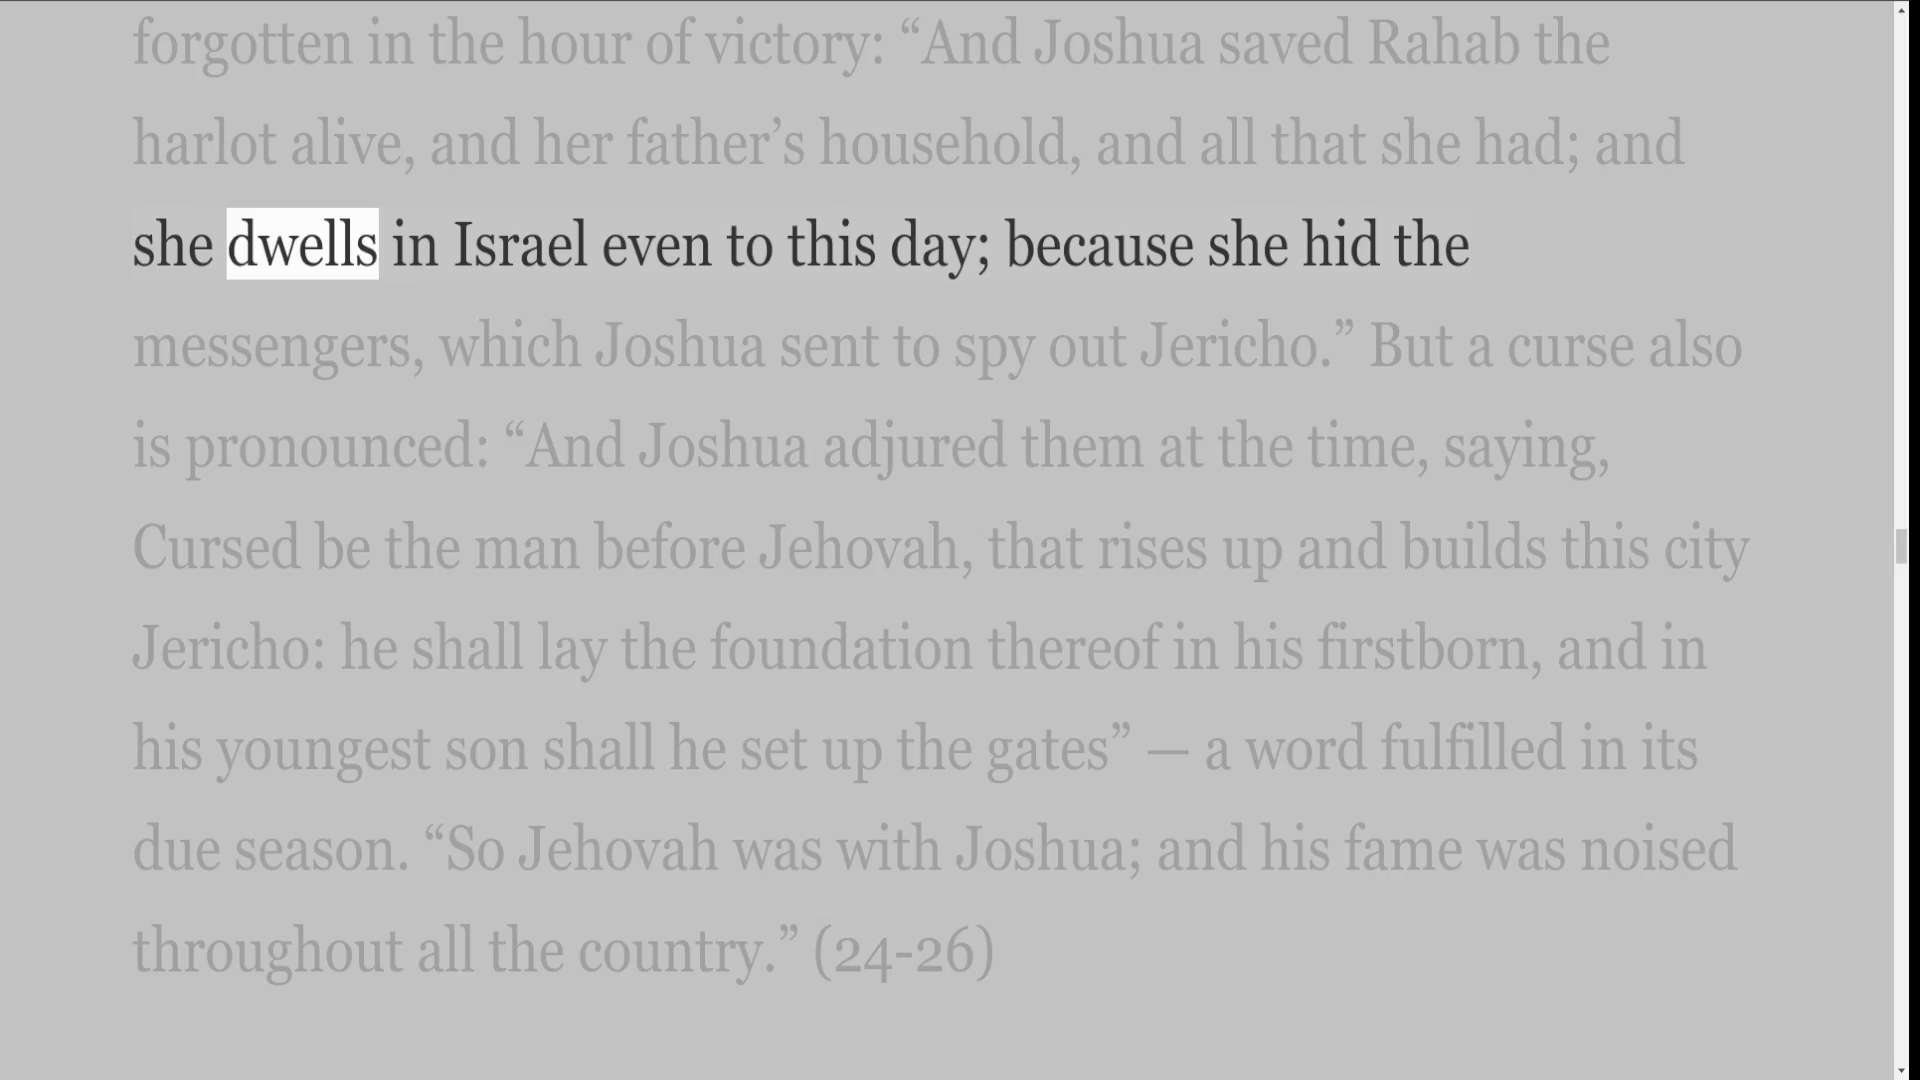 forgotten in the hour of victory: “And Joshua saved Rahab the
harlot alive, and her father’s household, and all that she had; and
she dwells in Israel even to this day; because she hid the
messengers, which Joshua sent to spy out Jericho.” But a curse also
is pronounced: “And Joshua adjured them at the time, saying,
Cursed be the man before Jehovah, that rises up and builds this city
Jericho: he shall lay the foundation thereof in his firstborn, and in
his youngest son shall he set up the gates” — a word fulfilled in its
due season. “So Jehovah was with Joshua; and his fame was noised
throughout all the country.” (24-26)